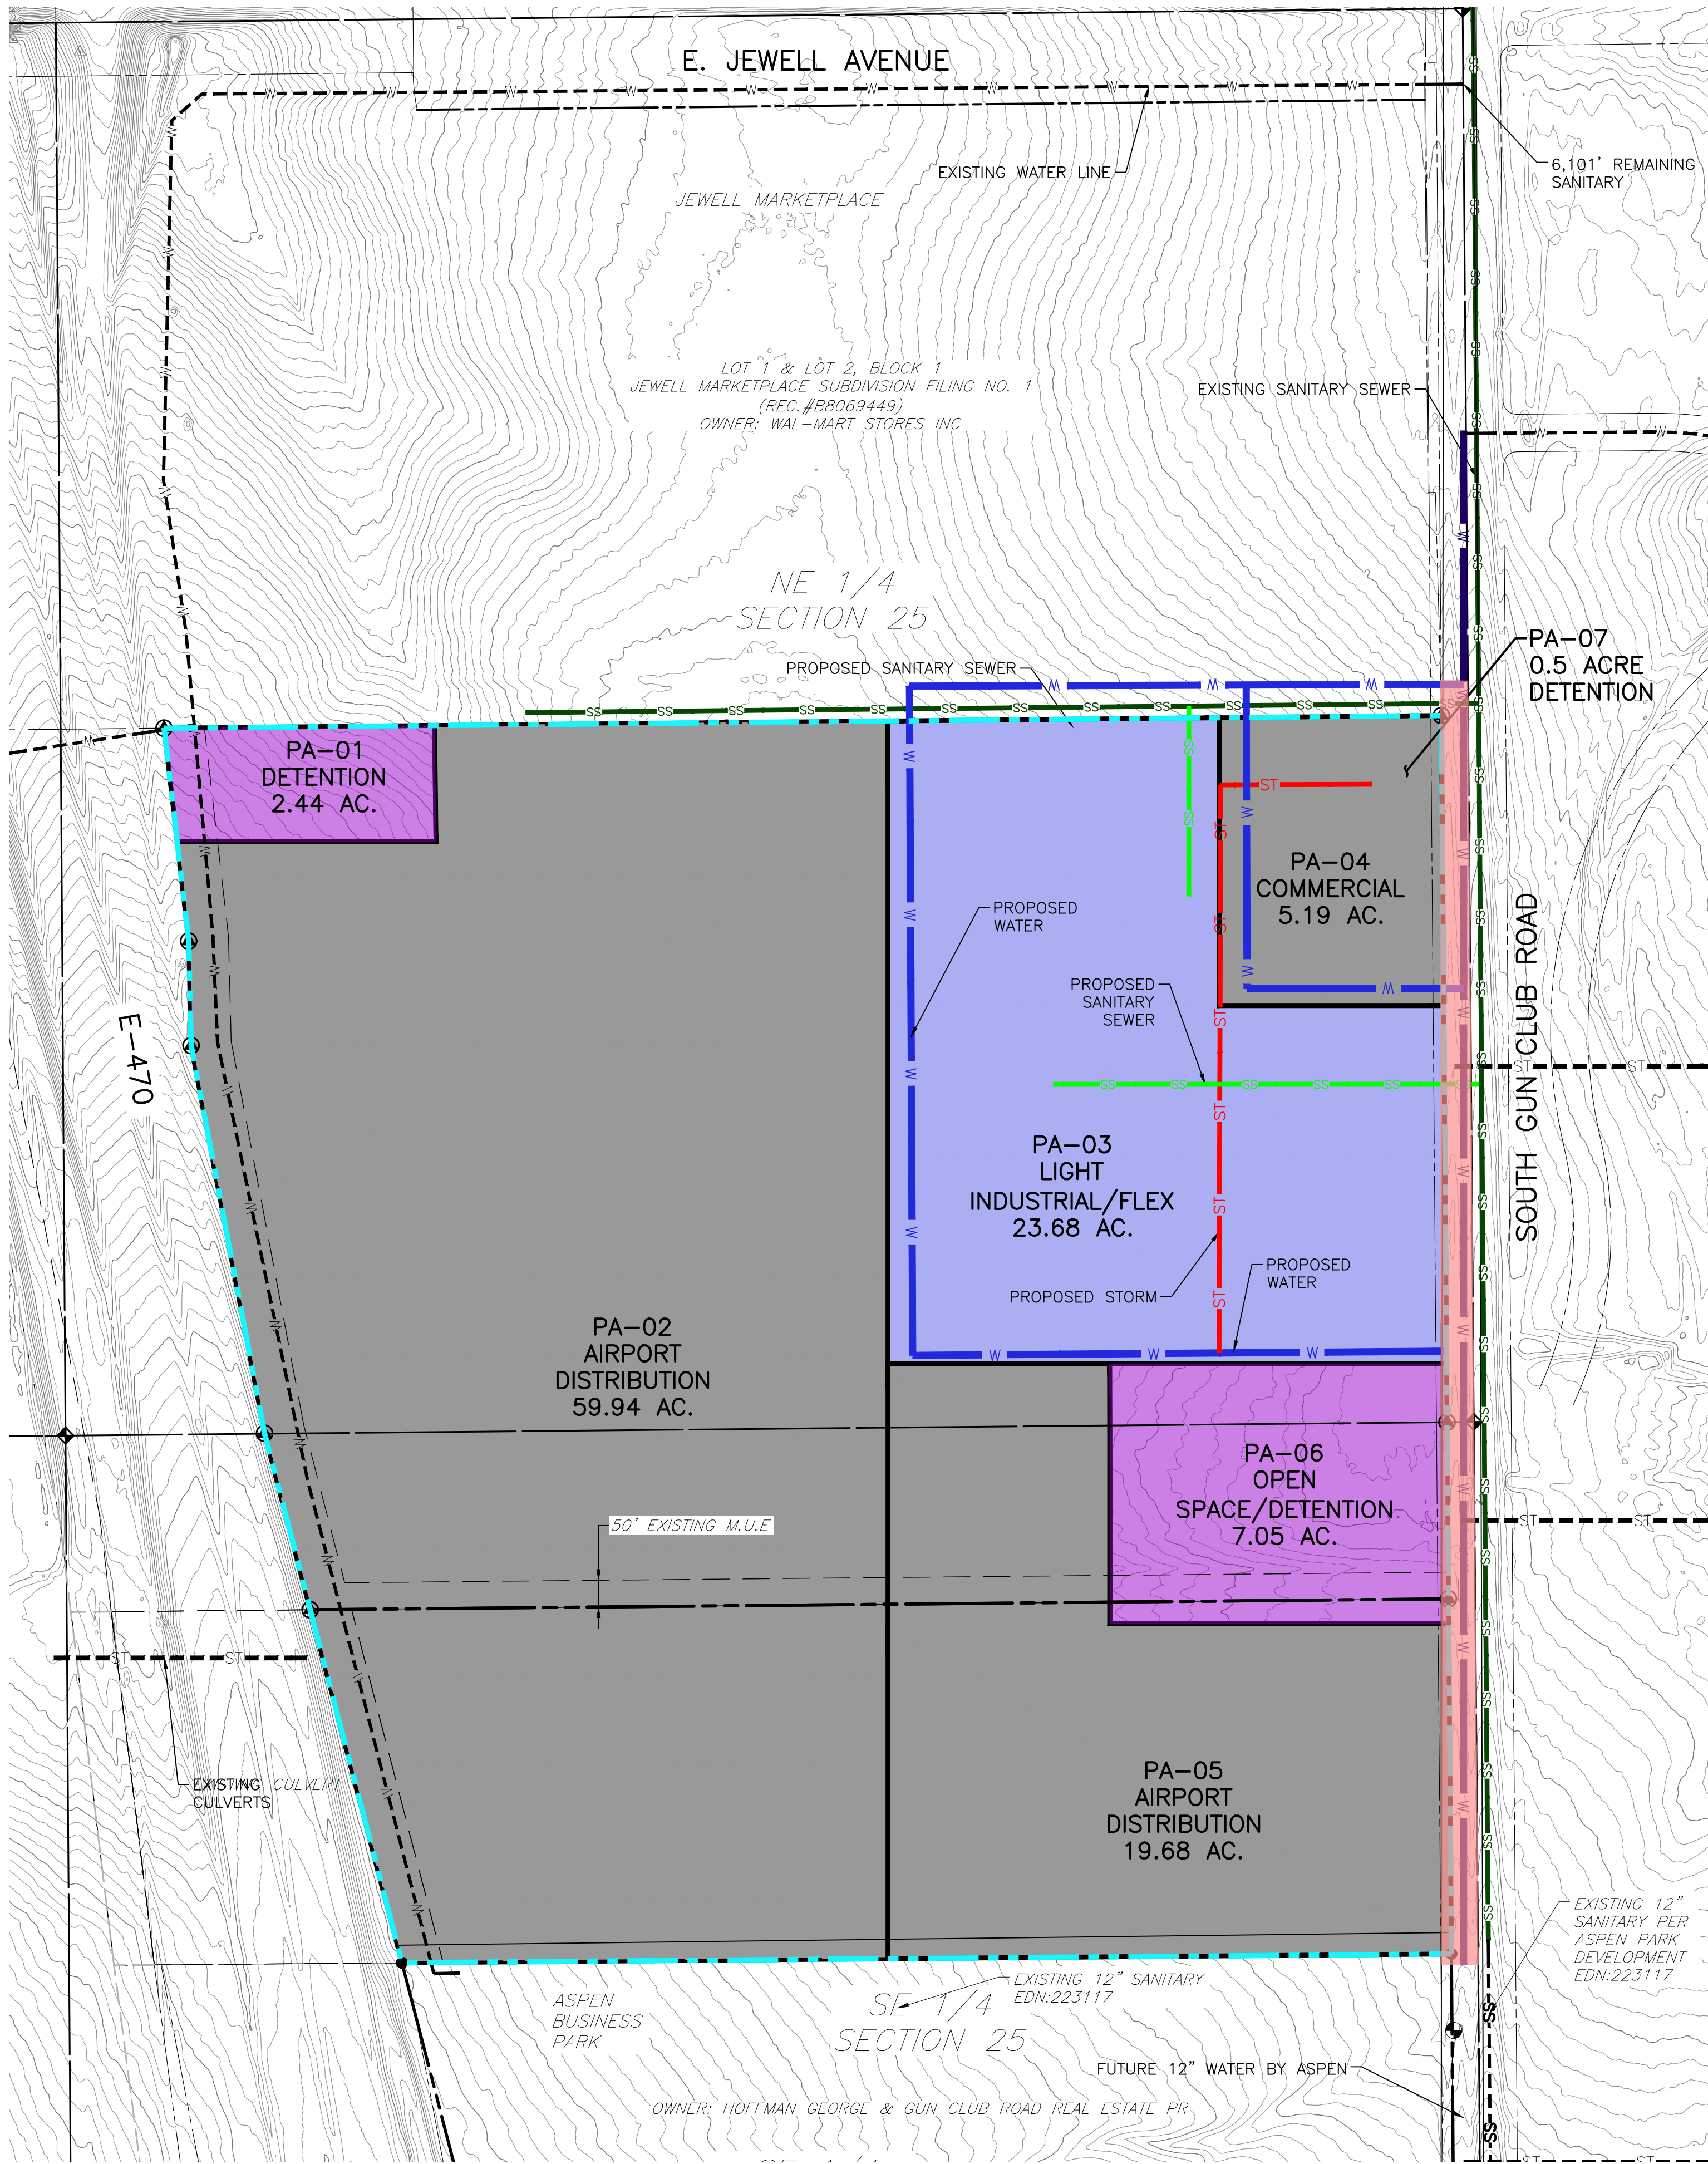 E. JEWELL AVENUE
EXISTING WATER LINE
6,101' REMAINING
SANITARY
JEWELL MARKETPLACE
LOT 1 & LOT 2, BLOCK 1
JEWELL MARKETPLACE SUBDIVISION FILING NO. 1
(REC.#B8069449)
OWNER: WAL-MART STORES INC
EXISTING SANITARY SEWER
NE 1/4
SECTION 25
PROPOSED SANITARY SEWER
PA-07
0.5 ACRE
DETENTION
PA-01
DETENTION
2.44 AC.
PA-04
COMMERCIAL
5.19 AC.
PROPOSED
WATER
PROPOSED
SANITARY
SEWER
SOUTH GUN CLUB ROAD
E-470
PA-03
LIGHT
INDUSTRIAL/FLEX
23.68 AC.
PROPOSED STORM
PROPOSED
WATER
PA-02
AIRPORT
DISTRIBUTION
59.94 AC.
PA-06
OPEN
SPACE/DETENTION
7.05 AC.
50' EXISTING M.U.E
EXISTING CULVERT
CULVERTS
PA-05
AIRPORT
DISTRIBUTION
19.68 AC.
EXISTING 12"
SANITARY PER
ASPEN PARK
DEVELOPMENT
EDN:223117
EXISTING 12" SANITARY
EDN:223117
ASPEN
BUSINESS
PARK
SE 1/4
SECTION 25
FUTURE 12" WATER BY ASPEN
OWNER: HOFFMAN GEORGE & GUN CLUB ROAD REAL ESTATE PR